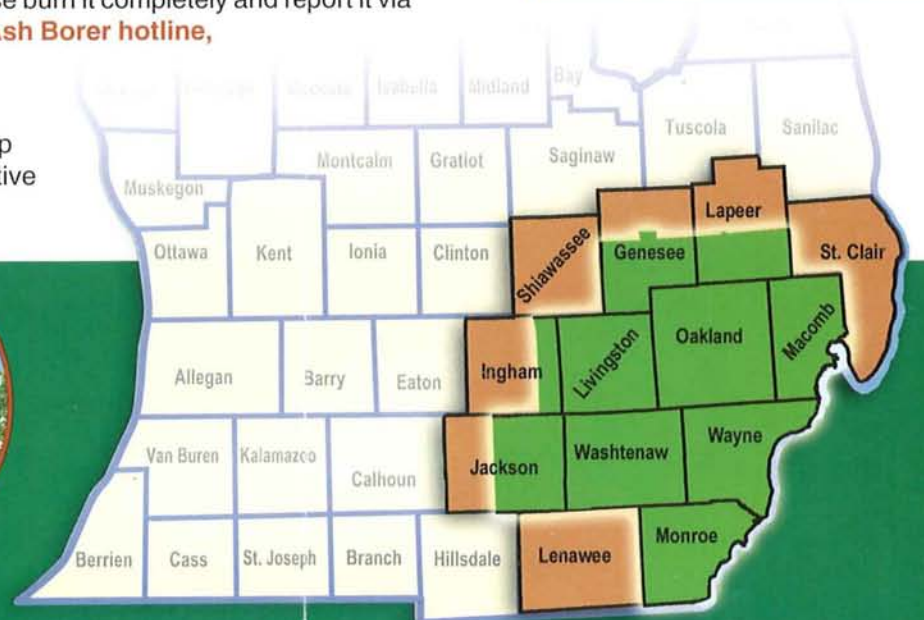 se burn it completely and report it via
sh Borer hotline,
p
tive
Isabella
Midland
Bay
Tuscola
Sanilac
Montcalm
Gratiot
Saginaw
Muskegon
Lapeer
Ottawa
Kent
Ionia
Clinton
Shiawassee
Genesee
St. Clair
Allegan
Barry
Eaton
Ingham
Livingston
Oakland
Macomb
Van Buren
Kalamazoo
Calhoun
Jackson
Washtenaw
Wayne
Berrien
Cass
St. Joseph
Branch
Hillsdale
Lenawee
Monroe